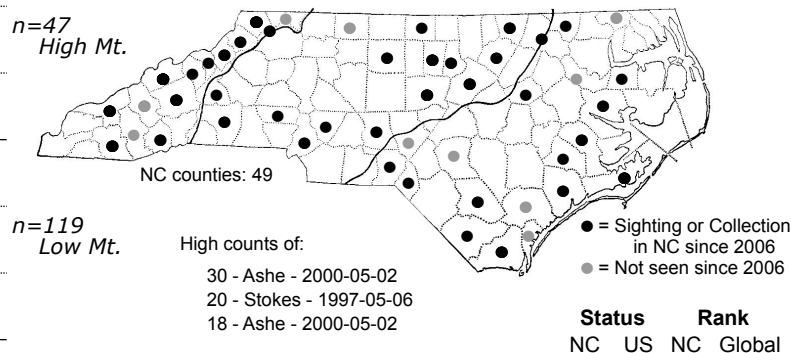 n=47
High Mt.
NC counties: 49
n=119
Low Mt.
High counts of:
30 - Ashe - 2000-05-02
20 - Stokes - 1997-05-06
18 - Ashe - 2000-05-02
= Sighting or Collection
in NC since 2006
= Not seen since 2006
Status Rank
NC US NC Global